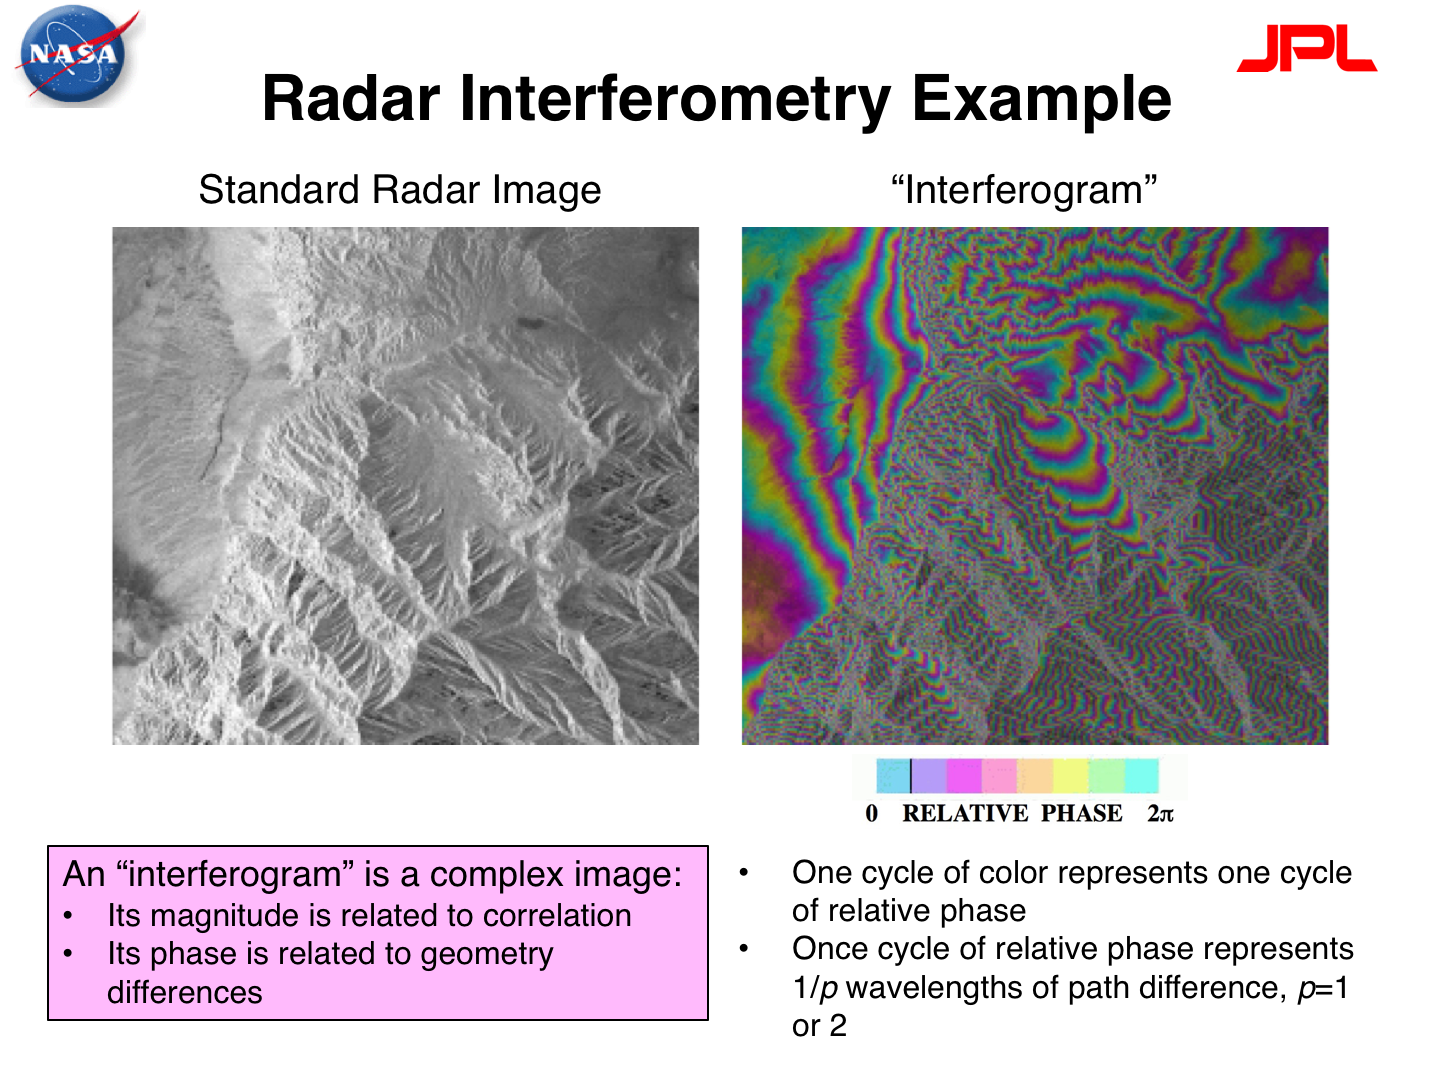 NASA
JPL
Radar Interferometry Example
Standard Radar Image
“Interferogram”
0 RELATIVE PHASE 2π
An “interferogram” is a complex image:
• Its magnitude is related to correlation
• Its phase is related to geometry
differences
• One cycle of color represents one cycle
of relative phase
• Once cycle of relative phase represents
1/p wavelengths of path difference, p=1
or 2